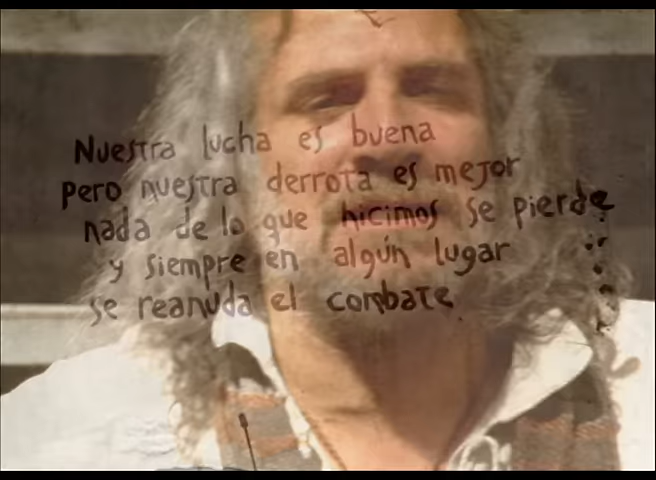 Nuestra lucha es buena
pero nuestra derrota es mejor
nada de lo que hicimos se pierde
y siempre en algún lugar
se reanuda el combate.